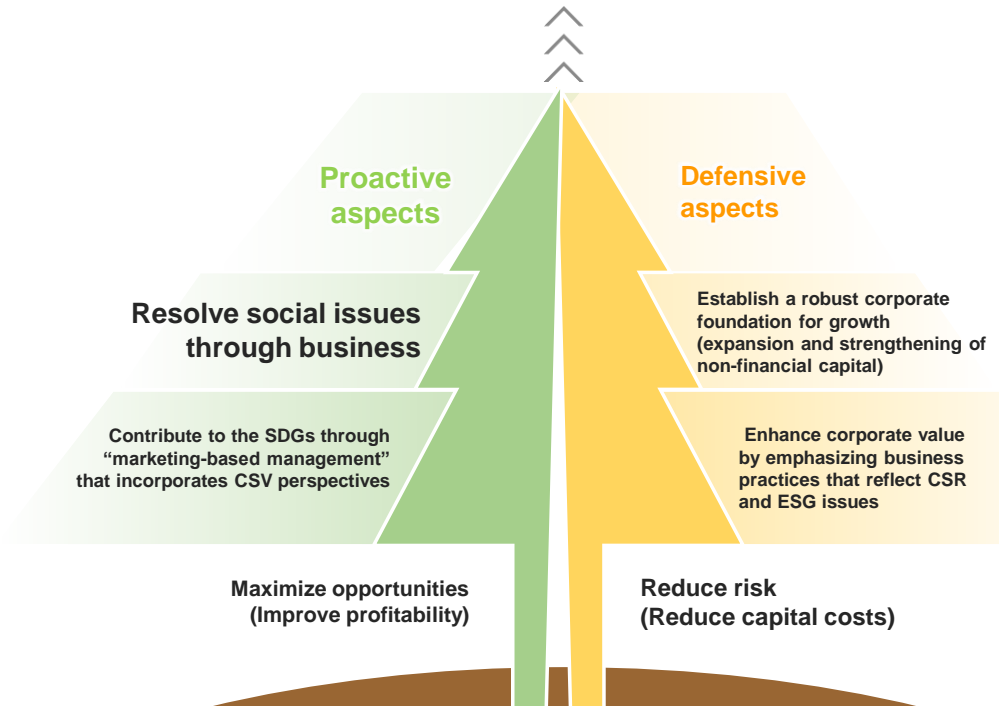 Proactive
aspects
Defensive
aspects
Resolve social issues
through business
Establish a robust corporate
foundation for growth
(expansion and strengthening of
non-financial capital)
Contribute to the SDGs through
“marketing-based management”
that incorporates CSV perspectives
Enhance corporate value
by emphasizing business
practices that reflect CSR
and ESG issues
Maximize opportunities
(Improve profitability)
Reduce risk
(Reduce capital costs)